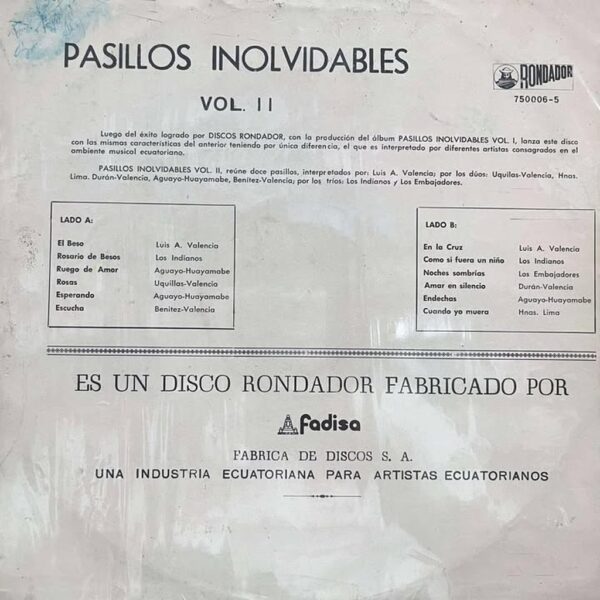 PASILLOS INOLVIDABLES
VOL. II
RONDADOR
750006-5
Luego del éxito logrado por DISCOS RONDADOR, con la producción del álbum PASILLOS INOLVIDABLES VOL. I, lanza este disco
con las mismas características del anterior teniendo por única diferencia, el que es interpretado por diferentes artistas consagrados en el
ambiente musical ecuatoriano.
PASILLOS INOLVIDABLES VOL. II, reúne doce pasillos, interpretados por: Luis A. Valencia; por los dúos: Uquilas-Valencia, Hnas.
Lima. Durán-Valencia, Aguayo-Huayamabe, Benítez-Valencia; por los tríos: Los Indianos y Los Embajadores.
LADO A:
El Beso Luis A. Valencia
Rosario de Besos Los Indianos
Ruego de Amor Aguayo-Huayamabe
Rosas Uquillas-Valencia
Esperando Aguayo-Huayamabe
Escucha Benitez-Valencia
LADO B:
En la Cruz Luis A. Valencia
Como si fuera un niño Los Indianos
Noches sombrías Los Embajadores
Amar en silencio Durán-Valencia
Endechas Aguayo-Huayamabe
Cuando yo muera Hnas. Lima
ES UN DISCO RONDADOR FABRICADO POR
fadisa
FABRICA DE DISCOS S. A.
UNA INDUSTRIA ECUATORIANA PARA ARTISTAS ECUATORIANOS